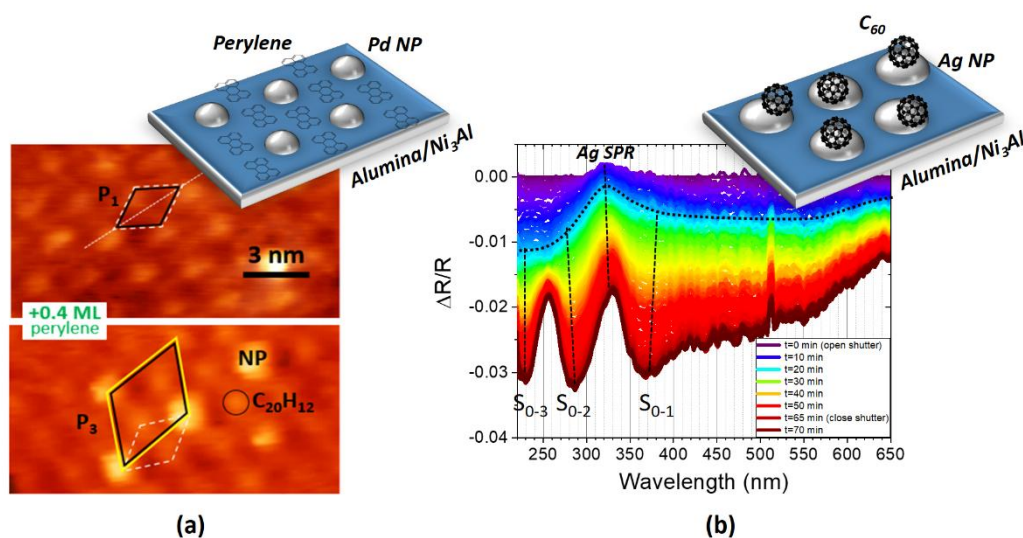 Perylene
Pd NP
Alumina/Ni₃Al
P₁
3 nm
+0.4 ML
perylene
NP
C₂₀H₁₂
P₃
(a)
C₆₀
Ag NP
Alumina/Ni₃Al
Ag SPR
0.00
-0.01
-0.02
-0.03
-0.04
ΔR/R
S₀₋₃
S₀₋₂
S₀₋₁
t=0 min (open shutter)
t=10 min
t=20 min
t=30 min
t=40 min
t=50 min
t=65 min (close shutter)
t=70 min
250 300 350 400 450 500 550 600 650
Wavelength (nm)
(b)